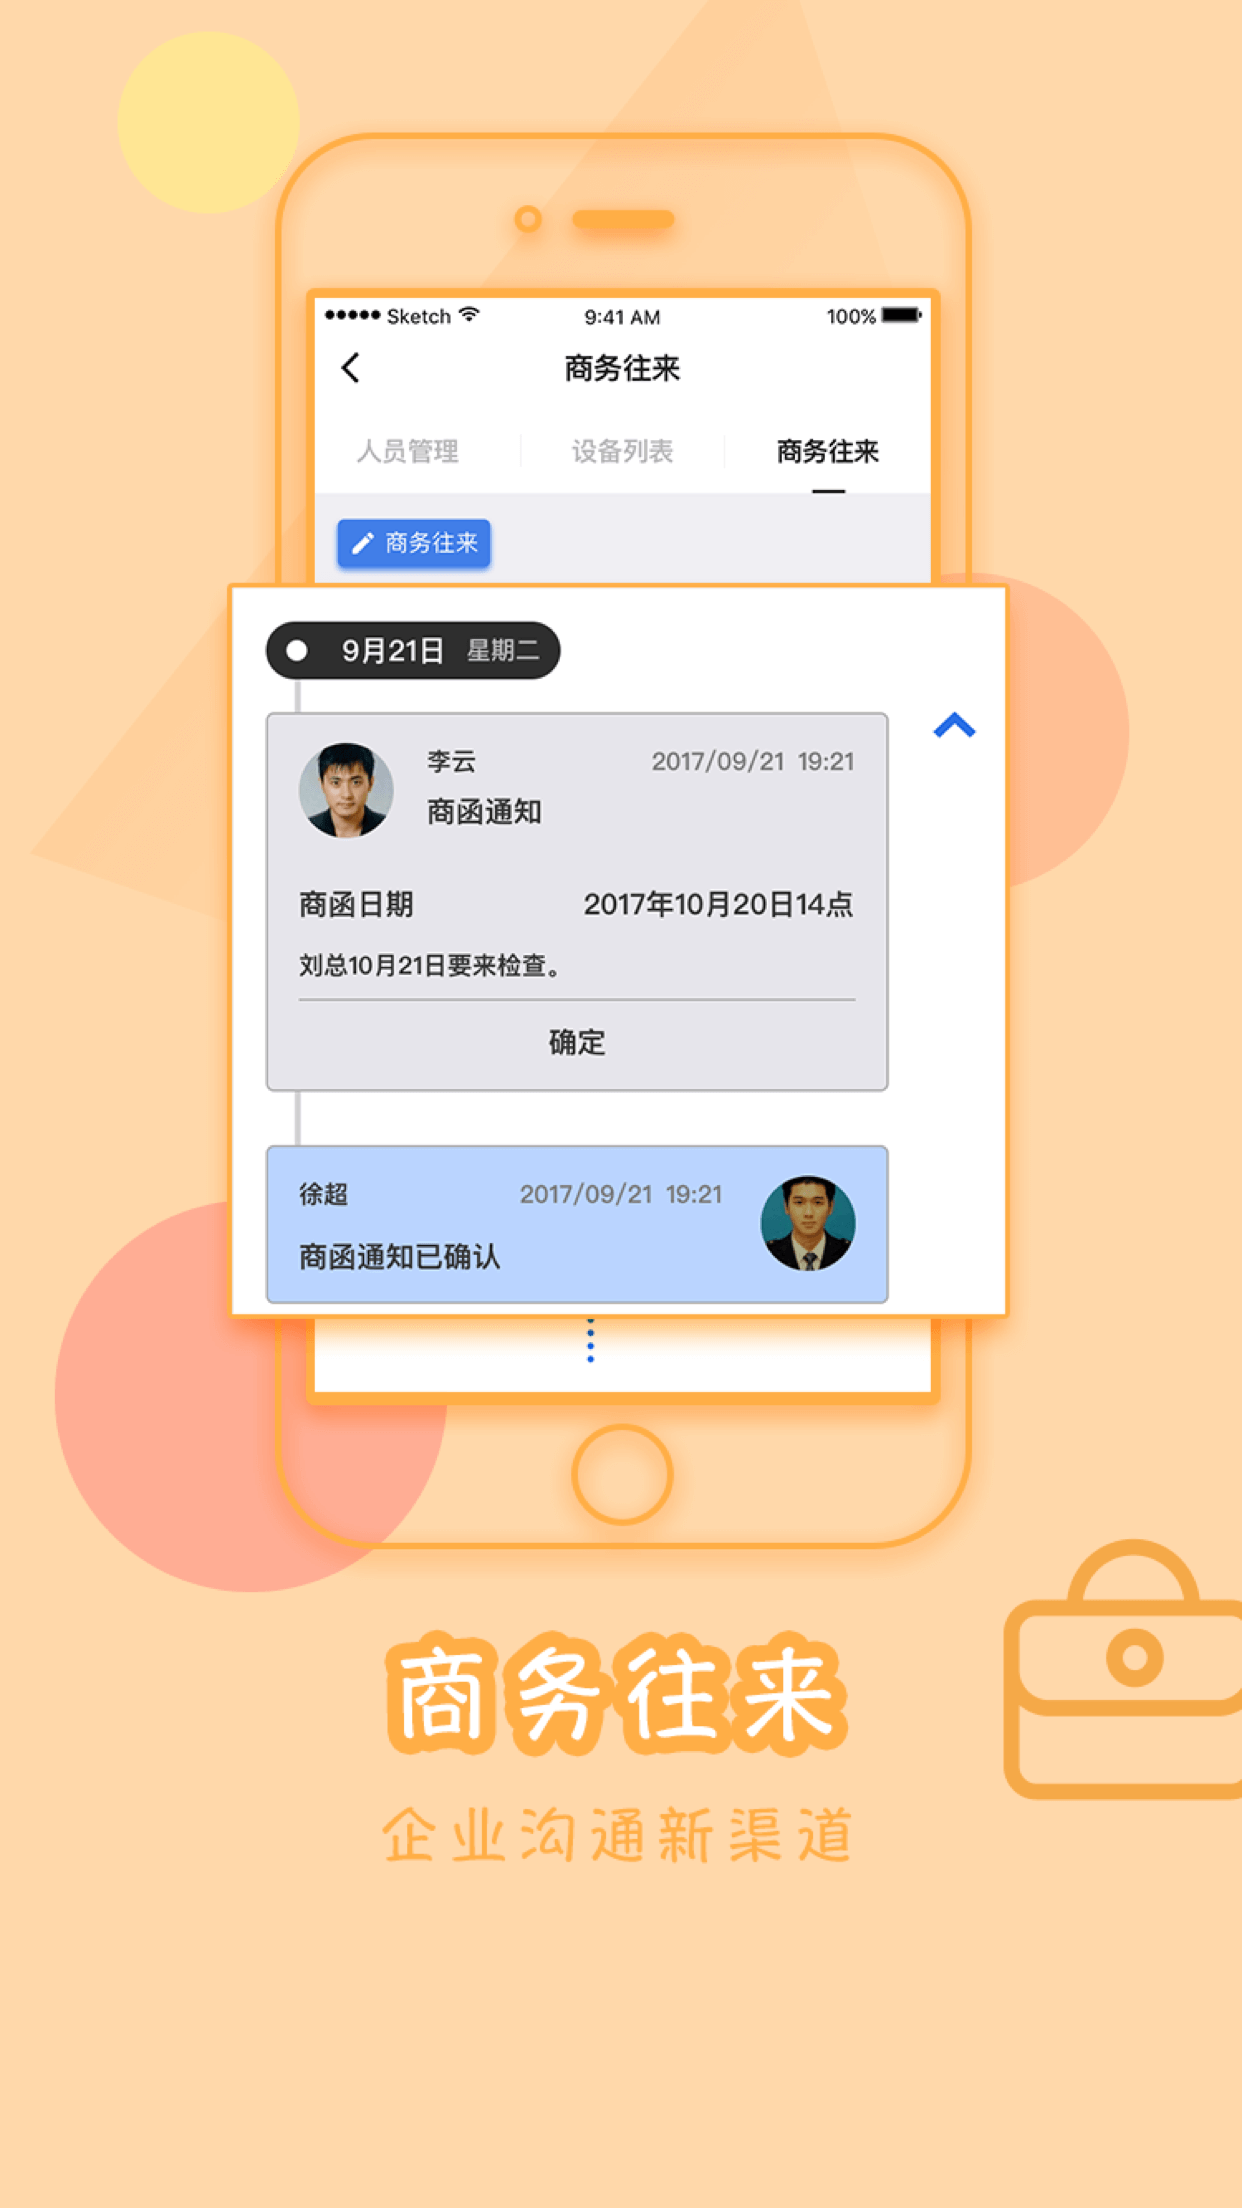 Sketch 9:41 AM 100%
商务往来
人员管理 设备列表 商务往来
商务往来
9月21日 星期二
李云 2017/09/21 19:21
商函通知
商函日期 2017年10月20日14点
刘总10月21日要来检查。
确定
徐超 2017/09/21 19:21
商函通知已确认
商务往来
企业沟通新渠道